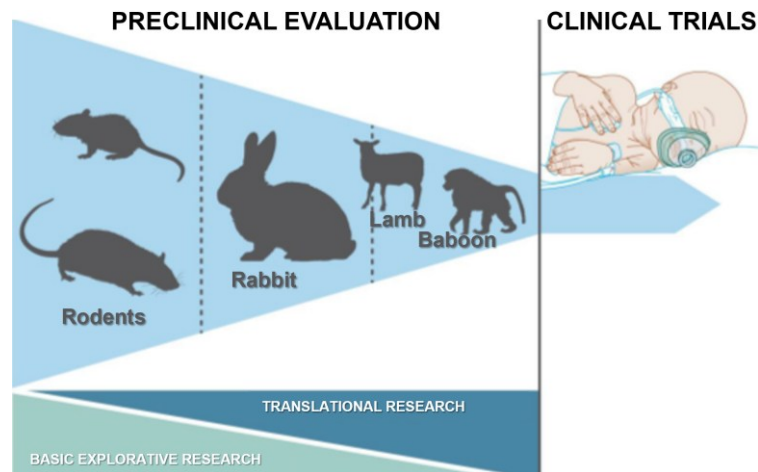 PRECLINICAL EVALUATION
CLINICAL TRIALS
Lamb
Baboon
Rabbit
Rodents
TRANSLATIONAL RESEARCH
BASIC EXPLORATIVE RESEARCH